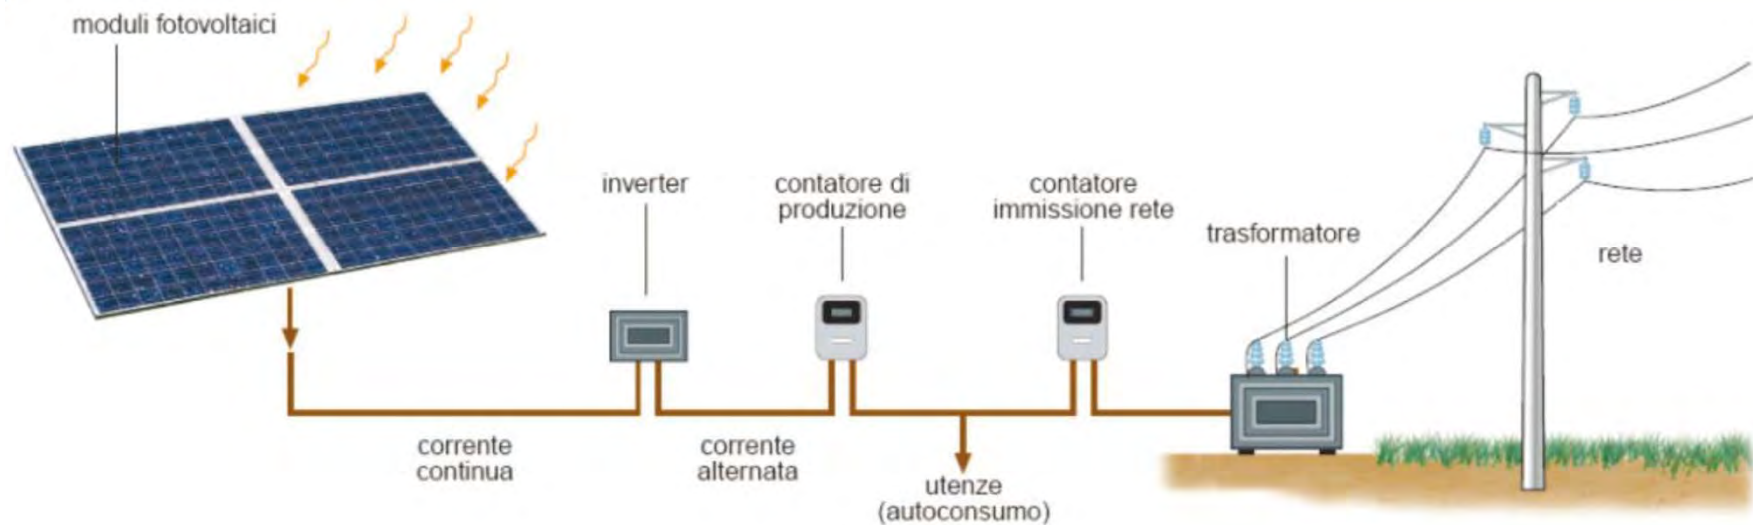 moduli fotovoltaici
inverter
contatore di
produzione
contatore
immissione rete
trasformatore
rete
corrente
continua
corrente
alternata
utenze
(autoconsumo)